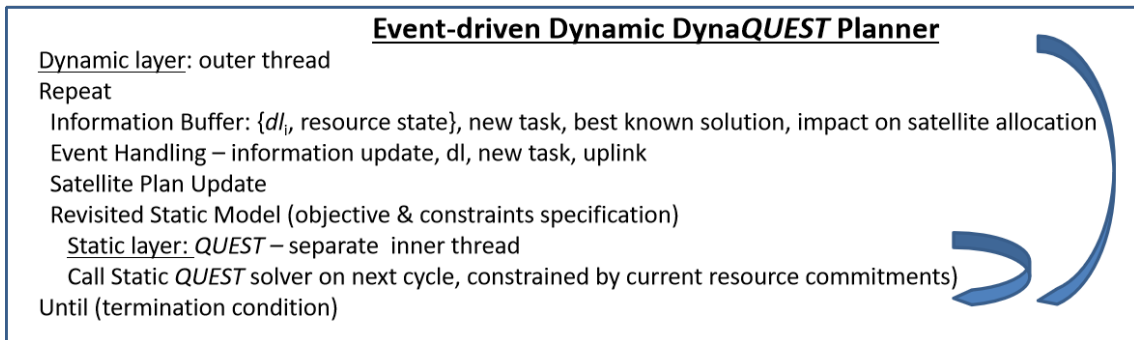 Event-driven Dynamic DynaQUEST Planner
Dynamic layer: outer thread
Repeat
Information Buffer: {dli, resource state}, new task, best known solution, impact on satellite allocation
Event Handling – information update, dl, new task, uplink
Satellite Plan Update
Revisited Static Model (objective & constraints specification)
Static layer: QUEST – separate inner thread
Call Static QUEST solver on next cycle, constrained by current resource commitments)
Until (termination condition)